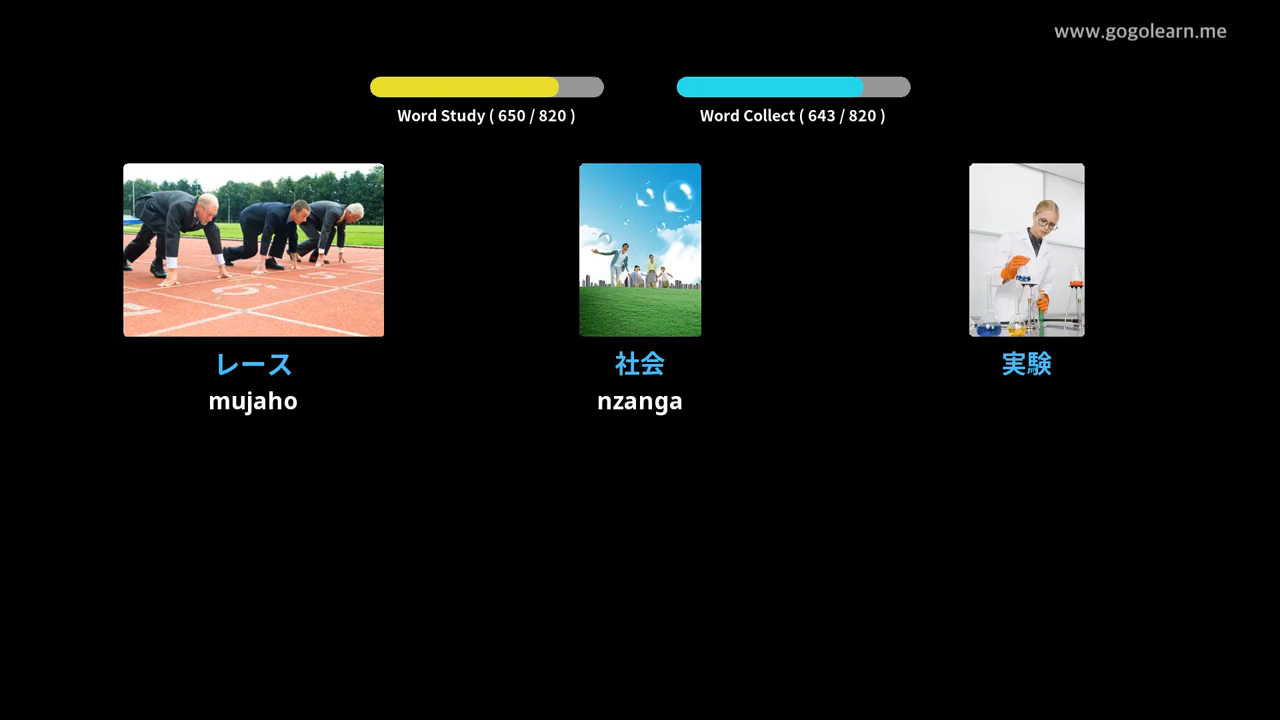 www.gogolearn.me
Word Study ( 650 / 820 )
Word Collect ( 643 / 820 )
レース
社会
実験
mujaho
nzanga